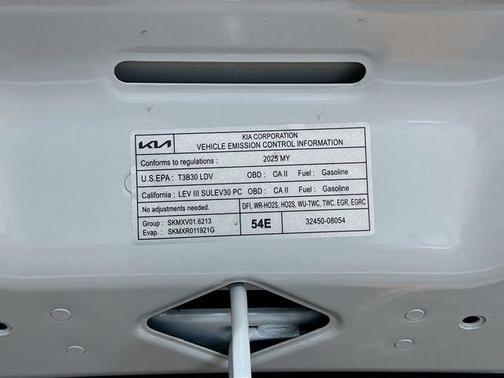 KIA KIA CORPORATION
VEHICLE EMISSION CONTROL INFORMATION
Conforms to regulations : 2025 MY
U.S.EPA : T3B30 LDV OBD : CA II Fuel : Gasoline
California : LEV III SULEV30 PC OBD : CA II Fuel : Gasoline
No adjustments needed. DFI, WR-HO2S, HO2S, WU-TWC, TWC, EGR, EGRC
Group : SKMXV01.6213 54E 32450-08054
Evap. : SKMXR011921G